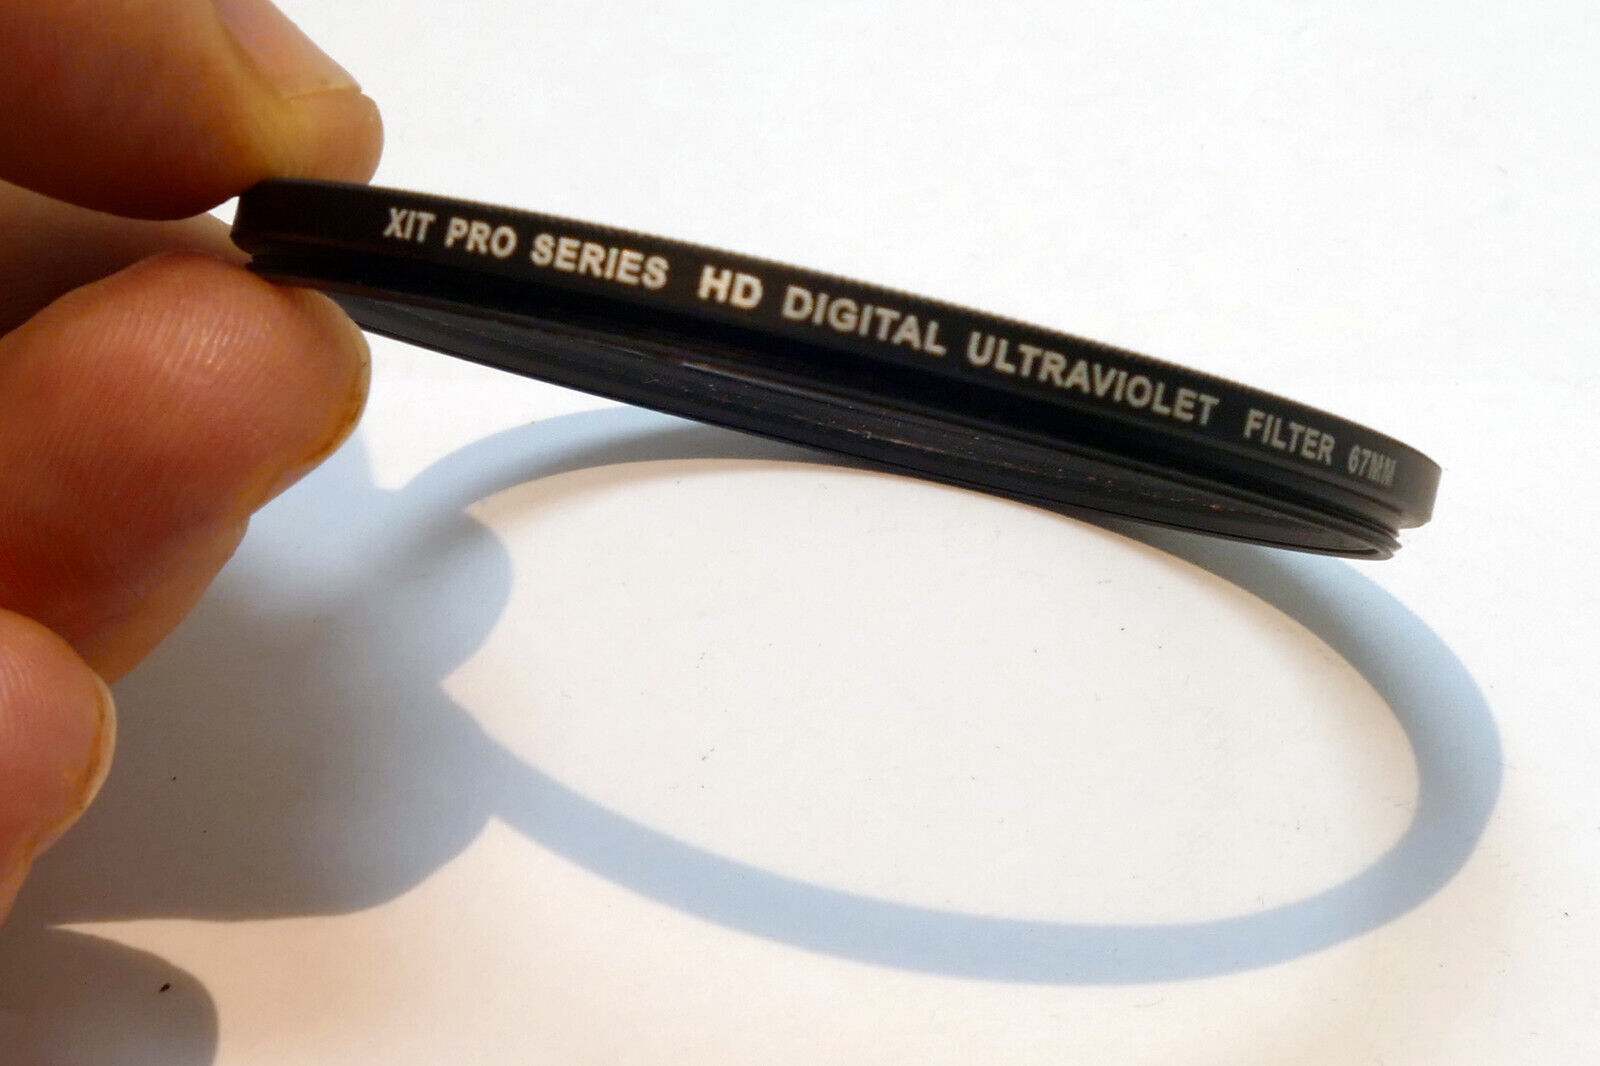 XIT PRO SERIES HD DIGITAL ULTRAVIOLET FILTER 67MM